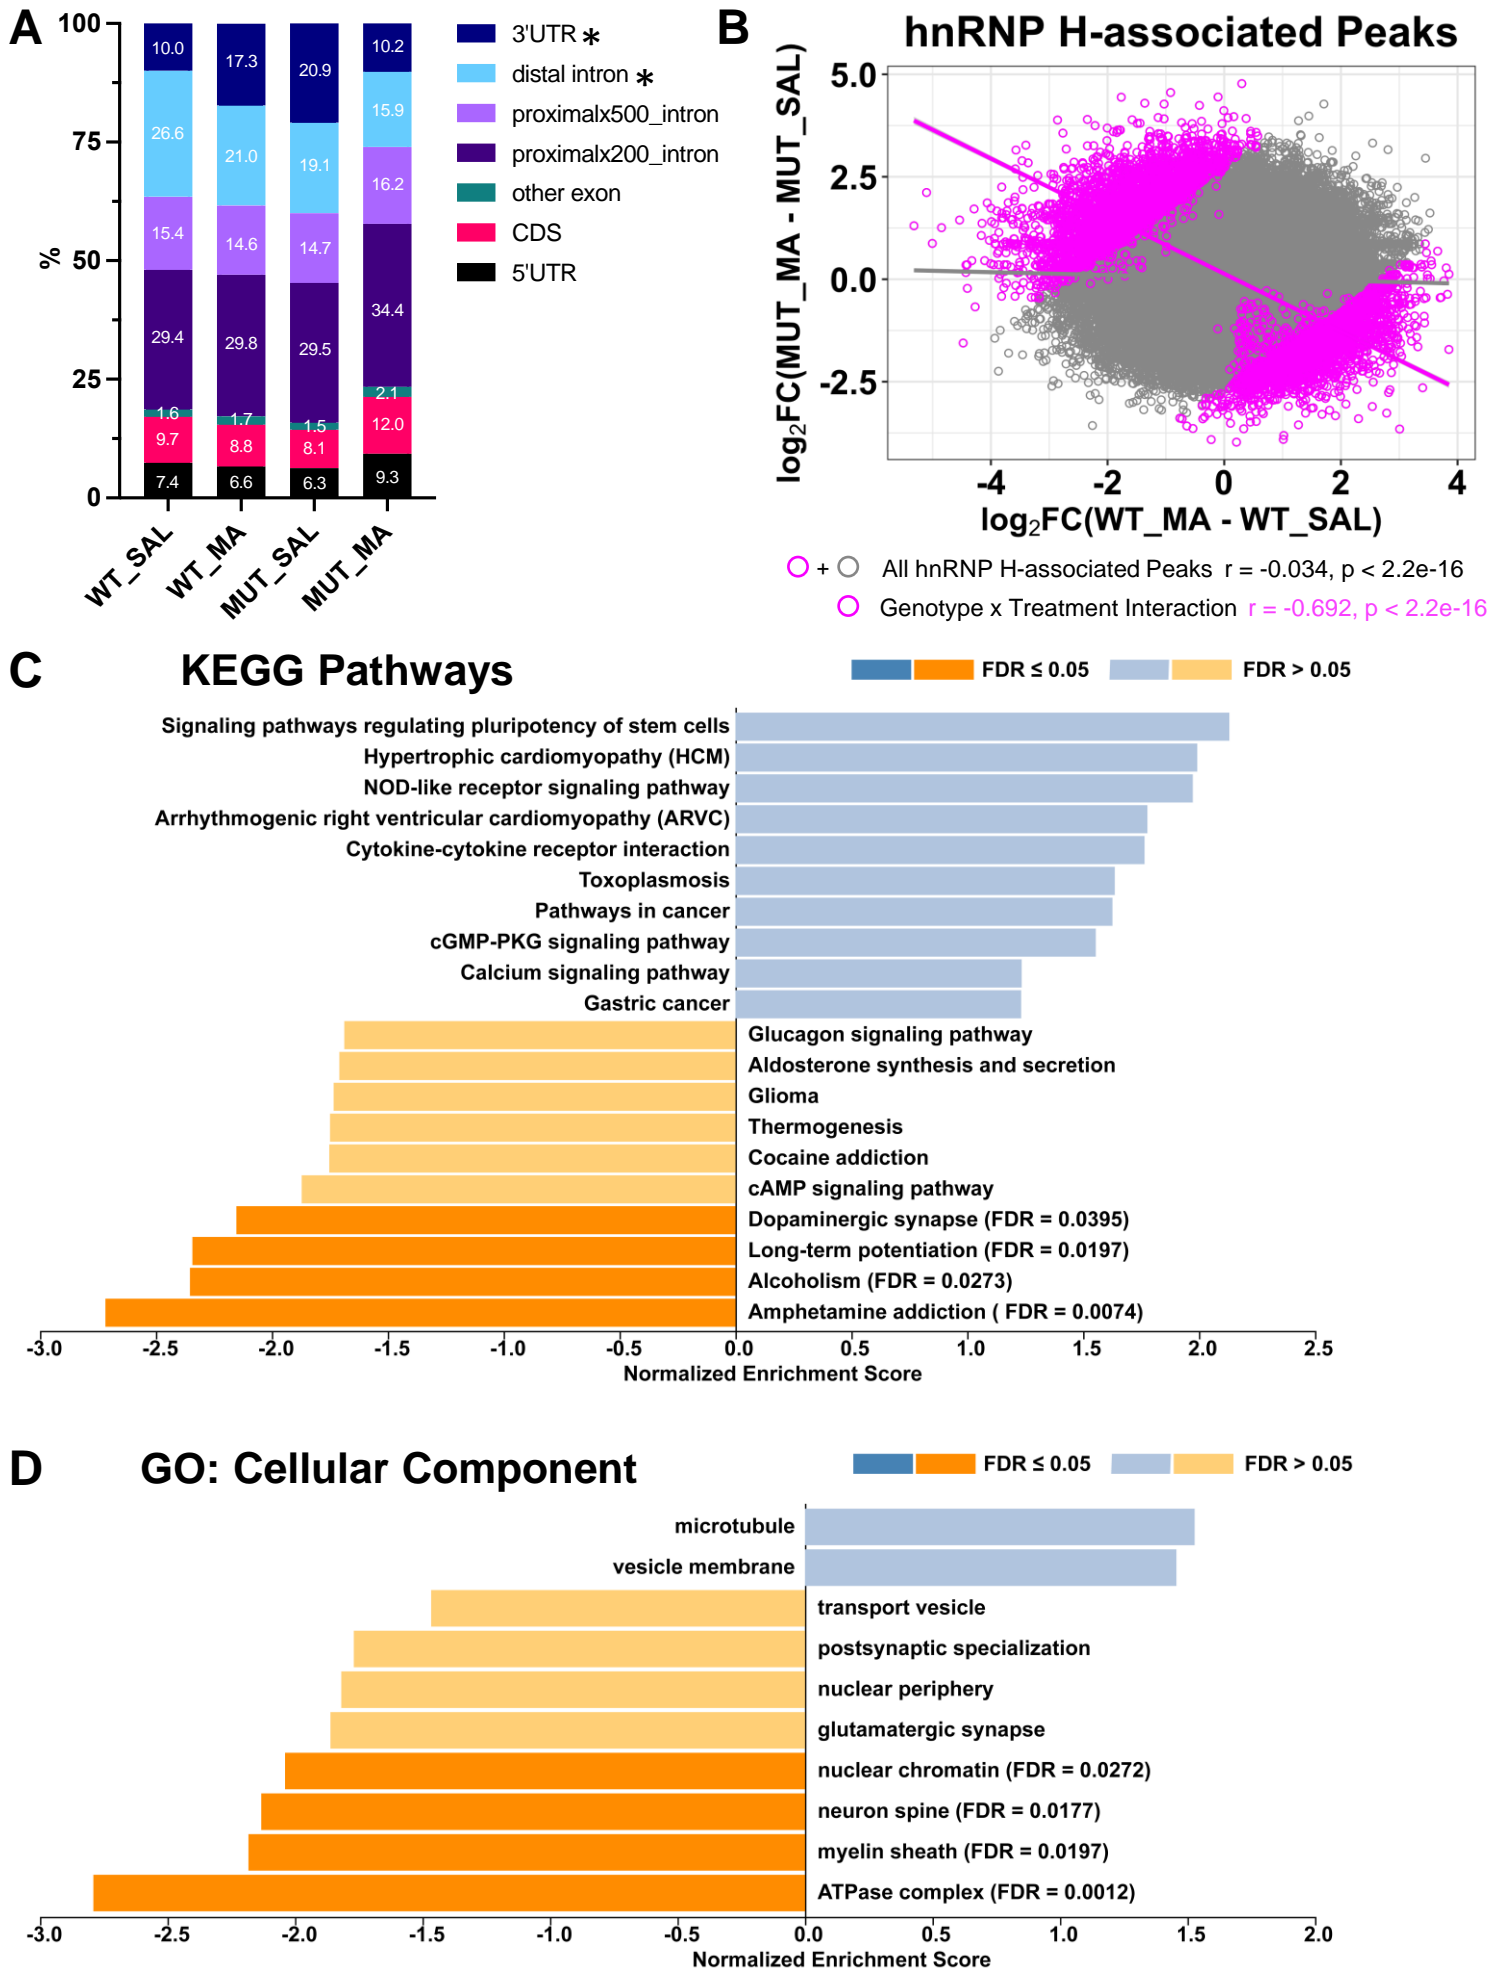 A
100
75
50
25
0
%
10.0
26.6
15.4
29.4
1.6
9.7
7.4
17.3
21.0
14.6
29.8
1.7
8.8
6.6
20.9
19.1
14.7
29.5
1.5
8.1
6.3
10.2
15.9
16.2
34.4
2.1
12.0
9.3
WT_SAL
WT_MA
MUT_SAL
MUT_MA
3'UTR *
distal intron *
proximalx500_intron
proximalx200_intron
other exon
CDS
5'UTR
B
hnRNP H-associated Peaks
log2FC(MUT_MA - MUT_SAL)
5.0
2.5
0.0
-2.5
-4 -2 0 2 4
log2FC(WT_MA - WT_SAL)
+ All hnRNP H-associated Peaks r = -0.034, p < 2.2e-16
Genotype x Treatment Interaction r = -0.692, p < 2.2e-16
C
KEGG Pathways
FDR ≤ 0.05 FDR > 0.05
Signaling pathways regulating pluripotency of stem cells
Hypertrophic cardiomyopathy (HCM)
NOD-like receptor signaling pathway
Arrhythmogenic right ventricular cardiomyopathy (ARVC)
Cytokine-cytokine receptor interaction
Toxoplasmosis
Pathways in cancer
cGMP-PKG signaling pathway
Calcium signaling pathway
Gastric cancer
Glucagon signaling pathway
Aldosterone synthesis and secretion
Glioma
Thermogenesis
Cocaine addiction
cAMP signaling pathway
Dopaminergic synapse (FDR = 0.0395)
Long-term potentiation (FDR = 0.0197)
Alcoholism (FDR = 0.0273)
Amphetamine addiction ( FDR = 0.0074)
-3.0 -2.5 -2.0 -1.5 -1.0 -0.5 0.0 0.5 1.0 1.5 2.0 2.5
Normalized Enrichment Score
D
GO: Cellular Component
FDR ≤ 0.05 FDR > 0.05
microtubule
vesicle membrane
transport vesicle
postsynaptic specialization
nuclear periphery
glutamatergic synapse
nuclear chromatin (FDR = 0.0272)
neuron spine (FDR = 0.0177)
myelin sheath (FDR = 0.0197)
ATPase complex (FDR = 0.0012)
-3.0 -2.5 -2.0 -1.5 -1.0 -0.5 0.0 0.5 1.0 1.5 2.0
Normalized Enrichment Score